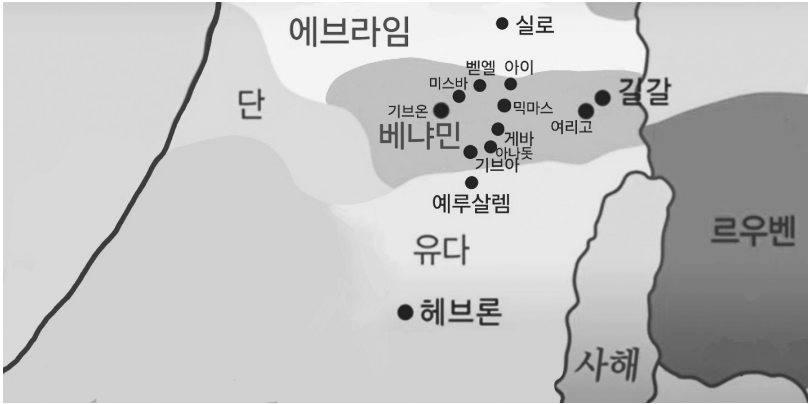 에브라임
실로
벧엘
아이
미스바
길갈
단
기브온
믹마스
여리고
베냐민
게바
아나돗
기브아
예루살렘
르우벤
유다
헤브론
사해